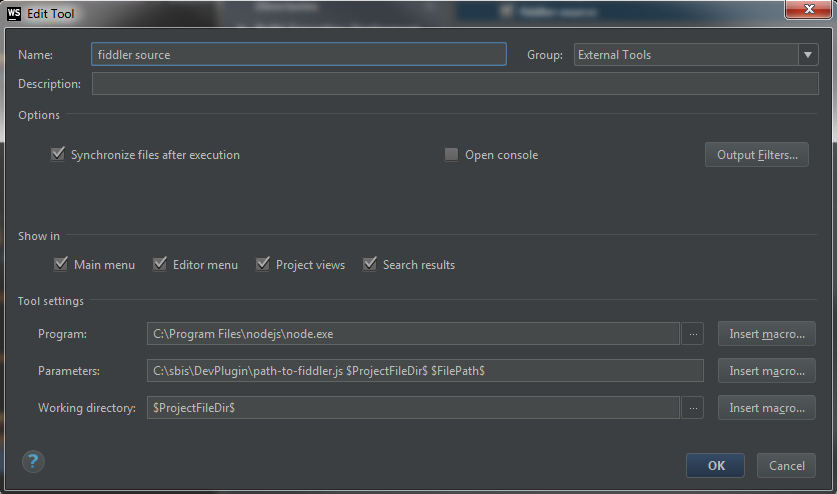 WS Edit Tool
Name: fiddler source Group: External Tools
Description:
Options
Synchronize files after execution Open console Output Filters...
Show in
Main menu Editor menu Project views Search results
Tool settings
Program: C:\Program Files\nodejs\node.exe ... Insert macro...
Parameters: C:\sbis\DevPlugin\path-to-fiddler.js $ProjectFileDir$ $FilePath$ Insert macro...
Working directory: $ProjectFileDir$ ... Insert macro...
? OK Cancel